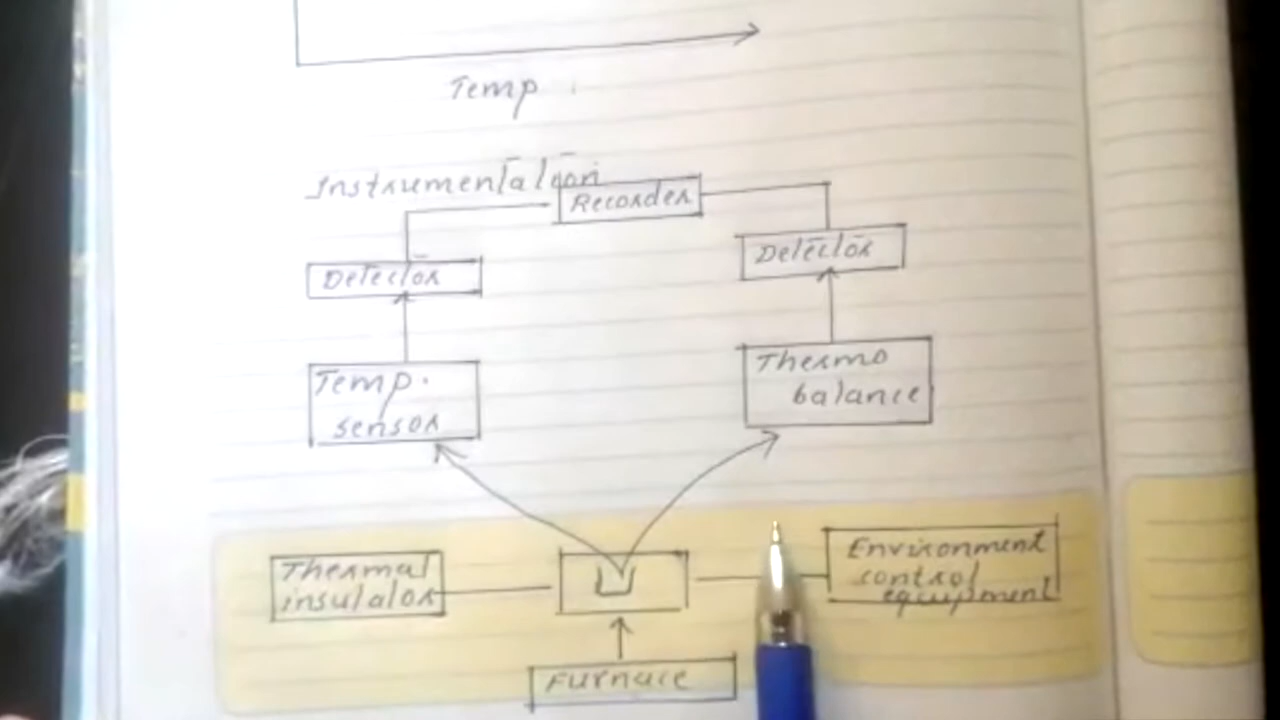 Temp.
Instrumentation
Recorder
Detector
Detector
Temp.
sensor
Thermo
balance
Thermal
insulator
Environment
control
equipment
Furnace